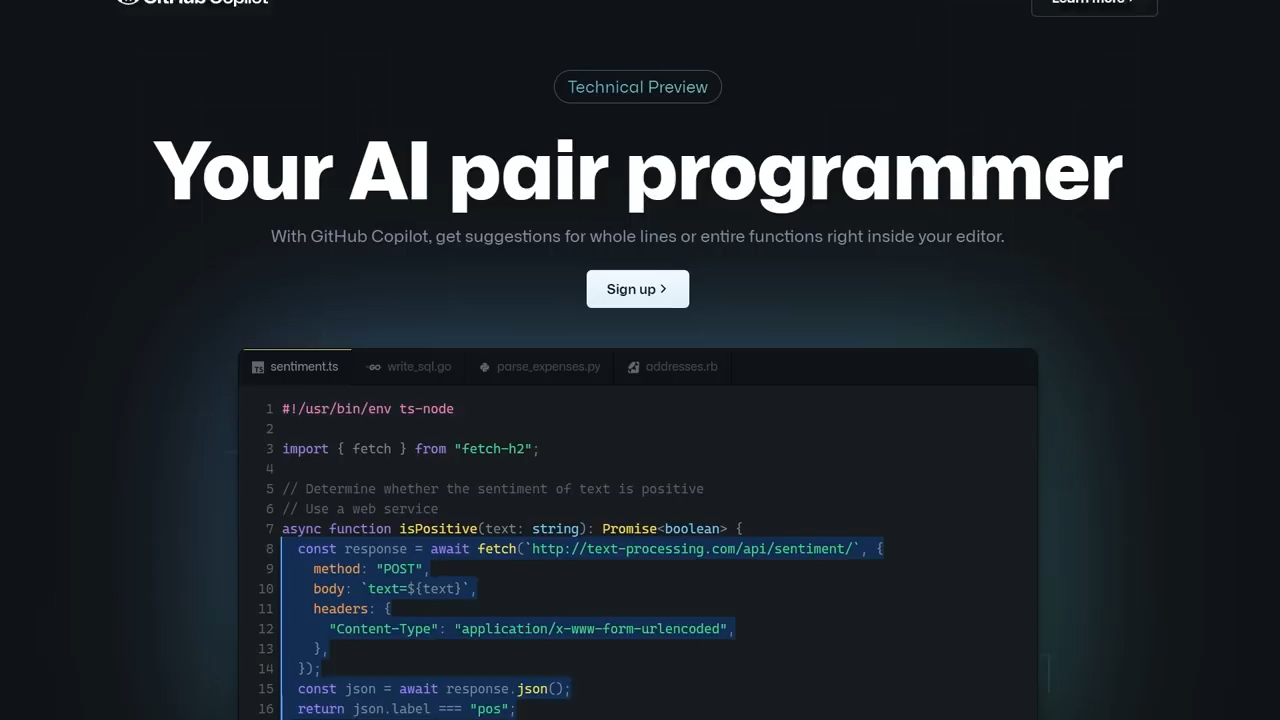 GitHub Copilot
Learn more >
Technical Preview
Your AI pair programmer
With GitHub Copilot, get suggestions for whole lines or entire functions right inside your editor.
Sign up >
sentiment.ts write_sql.go parse_expenses.py addresses.rb
1 #!/usr/bin/env ts-node
2
3 import { fetch } from "fetch-h2";
4
5 // Determine whether the sentiment of text is positive
6 // Use a web service
7 async function isPositive(text: string): Promise<boolean> {
8 const response = await fetch(`http://text-processing.com/api/sentiment/`, {
9 method: "POST",
10 body: `text=${text}`,
11 headers: {
12 "Content-Type": "application/x-www-form-urlencoded",
13 },
14 });
15 const json = await response.json();
16 return json.label === "pos";